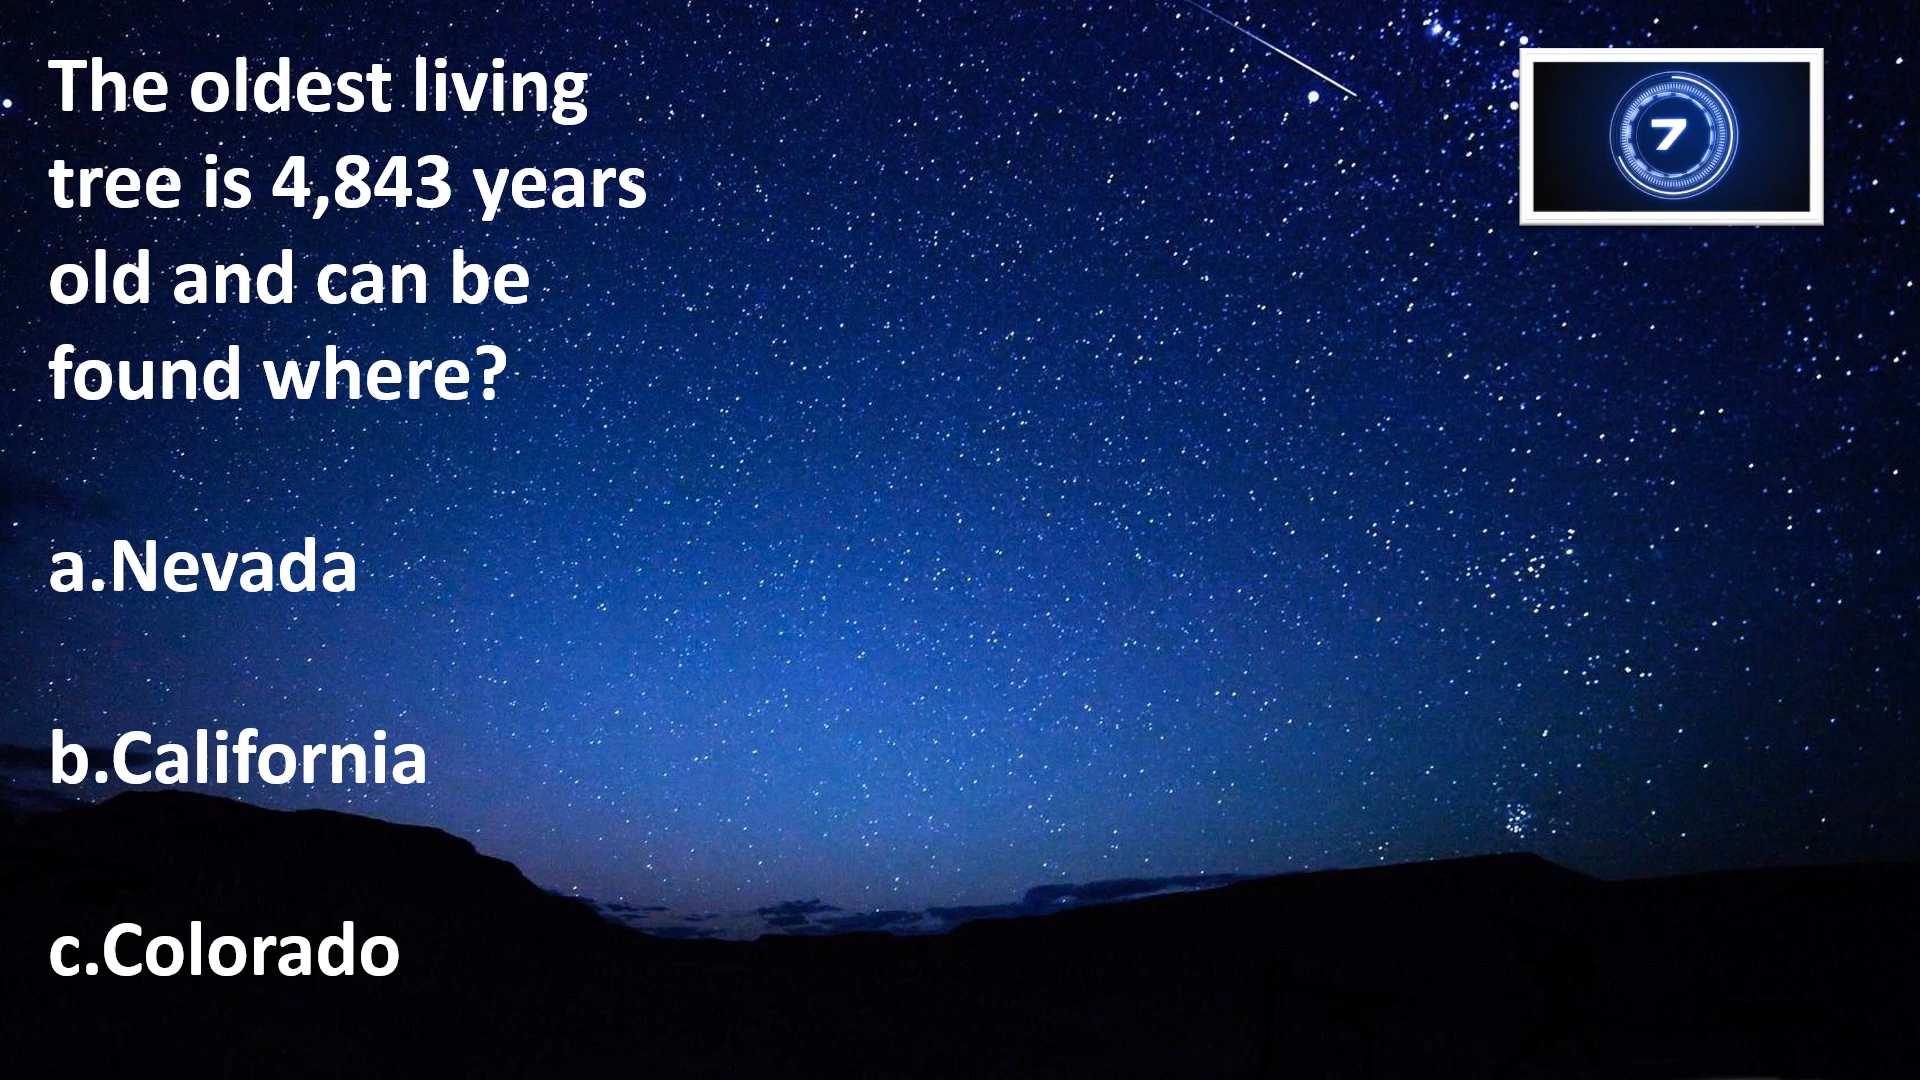 The oldest living
tree is 4,843 years
old and can be
found where?
a.Nevada
b.California
c.Colorado
7